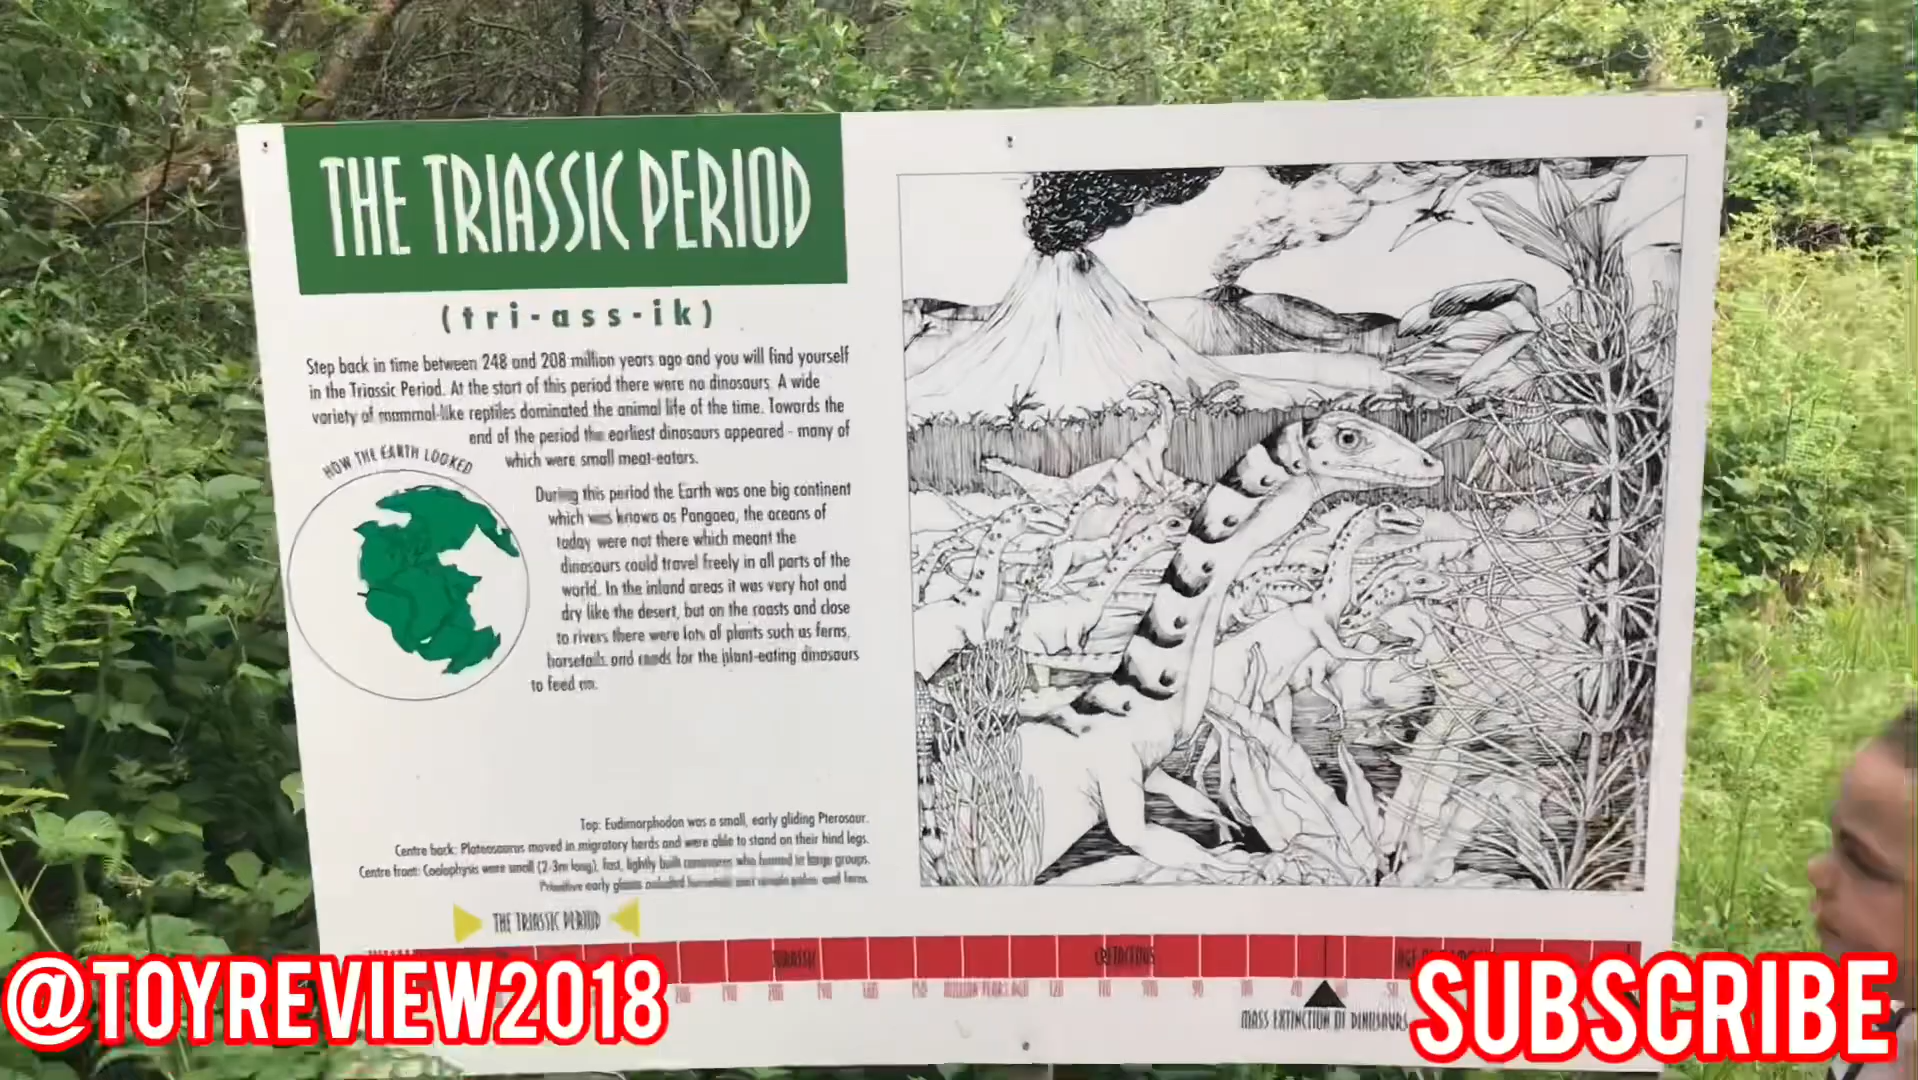 THE TRIASSIC PERIOD
(tri-ass-ik)
Step back in time between 248 and 208 million years ago and you will find yourself
in the Triassic Period. At the start of this period there were no dinosaurs. A wide
variety of mammal-like reptiles dominated the animal life of the time. Towards the
end of the period the earliest dinosaurs appeared - many of
which were small meat-eaters.
HOW THE EARTH LOOKED
During this period the Earth was one big continent
which was known as Pangaea, the oceans of
today were not there which meant the
dinosaurs could travel freely in all parts of the
world. In the inland areas it was very hot and
dry like the desert, but on the coasts and close
to rivers there were lots of plants such as ferns,
horsetails and reeds for the plant-eating dinosaurs
to feed on.
Top: Eudimorphodon was a small, early gliding Pterosaur.
Centre back: Plateosaurus moved in migratory herds and were able to stand on their hind legs.
Centre front: Coelophysis were small (2-3m long), fast, lightly built carnivores who hunted in large groups.
Primitive early plants included horsetails and ferns.
THE TRIASSIC PERIOD
JURASSIC
CRETACEOUS
MILLION YEARS AGO
MASS EXTINCTION OF DINOSAURS
@TOYREVIEW2018
SUBSCRIBE